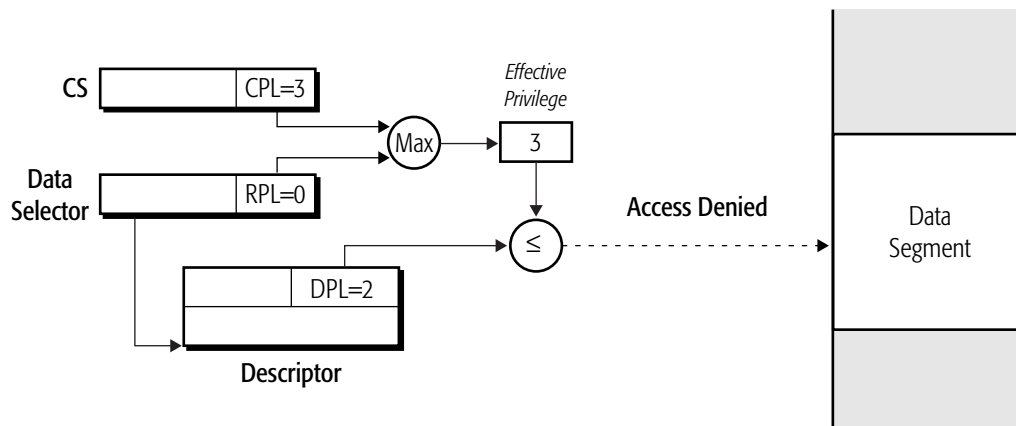 CS
CPL=3
Effective
Privilege
Max
3
Data
Selector
RPL=0
Access Denied
≤
Data
Segment
DPL=2
Descriptor